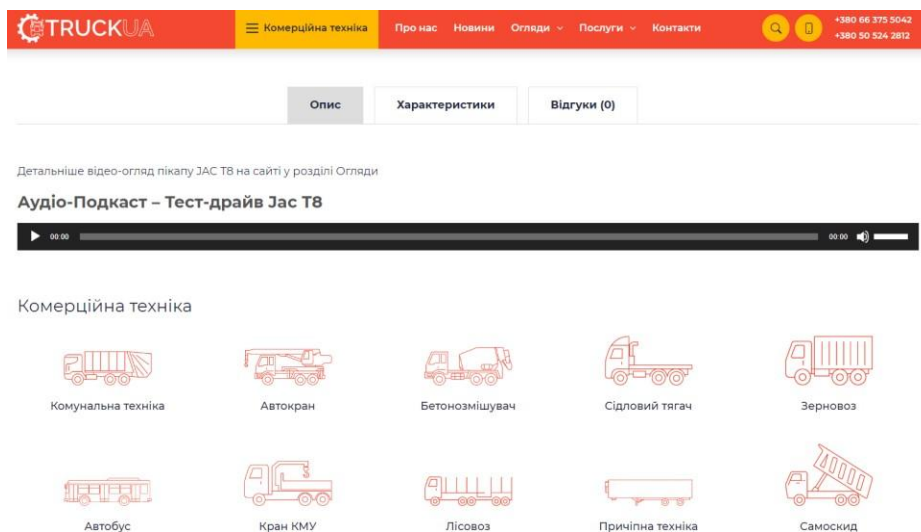 TRUCKUA
Комерційна техніка
Про нас
Новини
Огляди
Послуги
Контакти
+380 66 375 5042
+380 50 524 2812
Опис
Характеристики
Відгуки (0)
Детальніше відео-огляд пікапу JAC T8 на сайті у розділі Огляди
Аудіо-Подкаст – Тест-драйв Jac T8
00:00
00:00
Комерційна техніка
Комунальна техніка
Автокран
Бетонозмішувач
Сідловий тягач
Зерновоз
Автобус
Кран КМУ
Лісовоз
Причіпна техніка
Самоскид